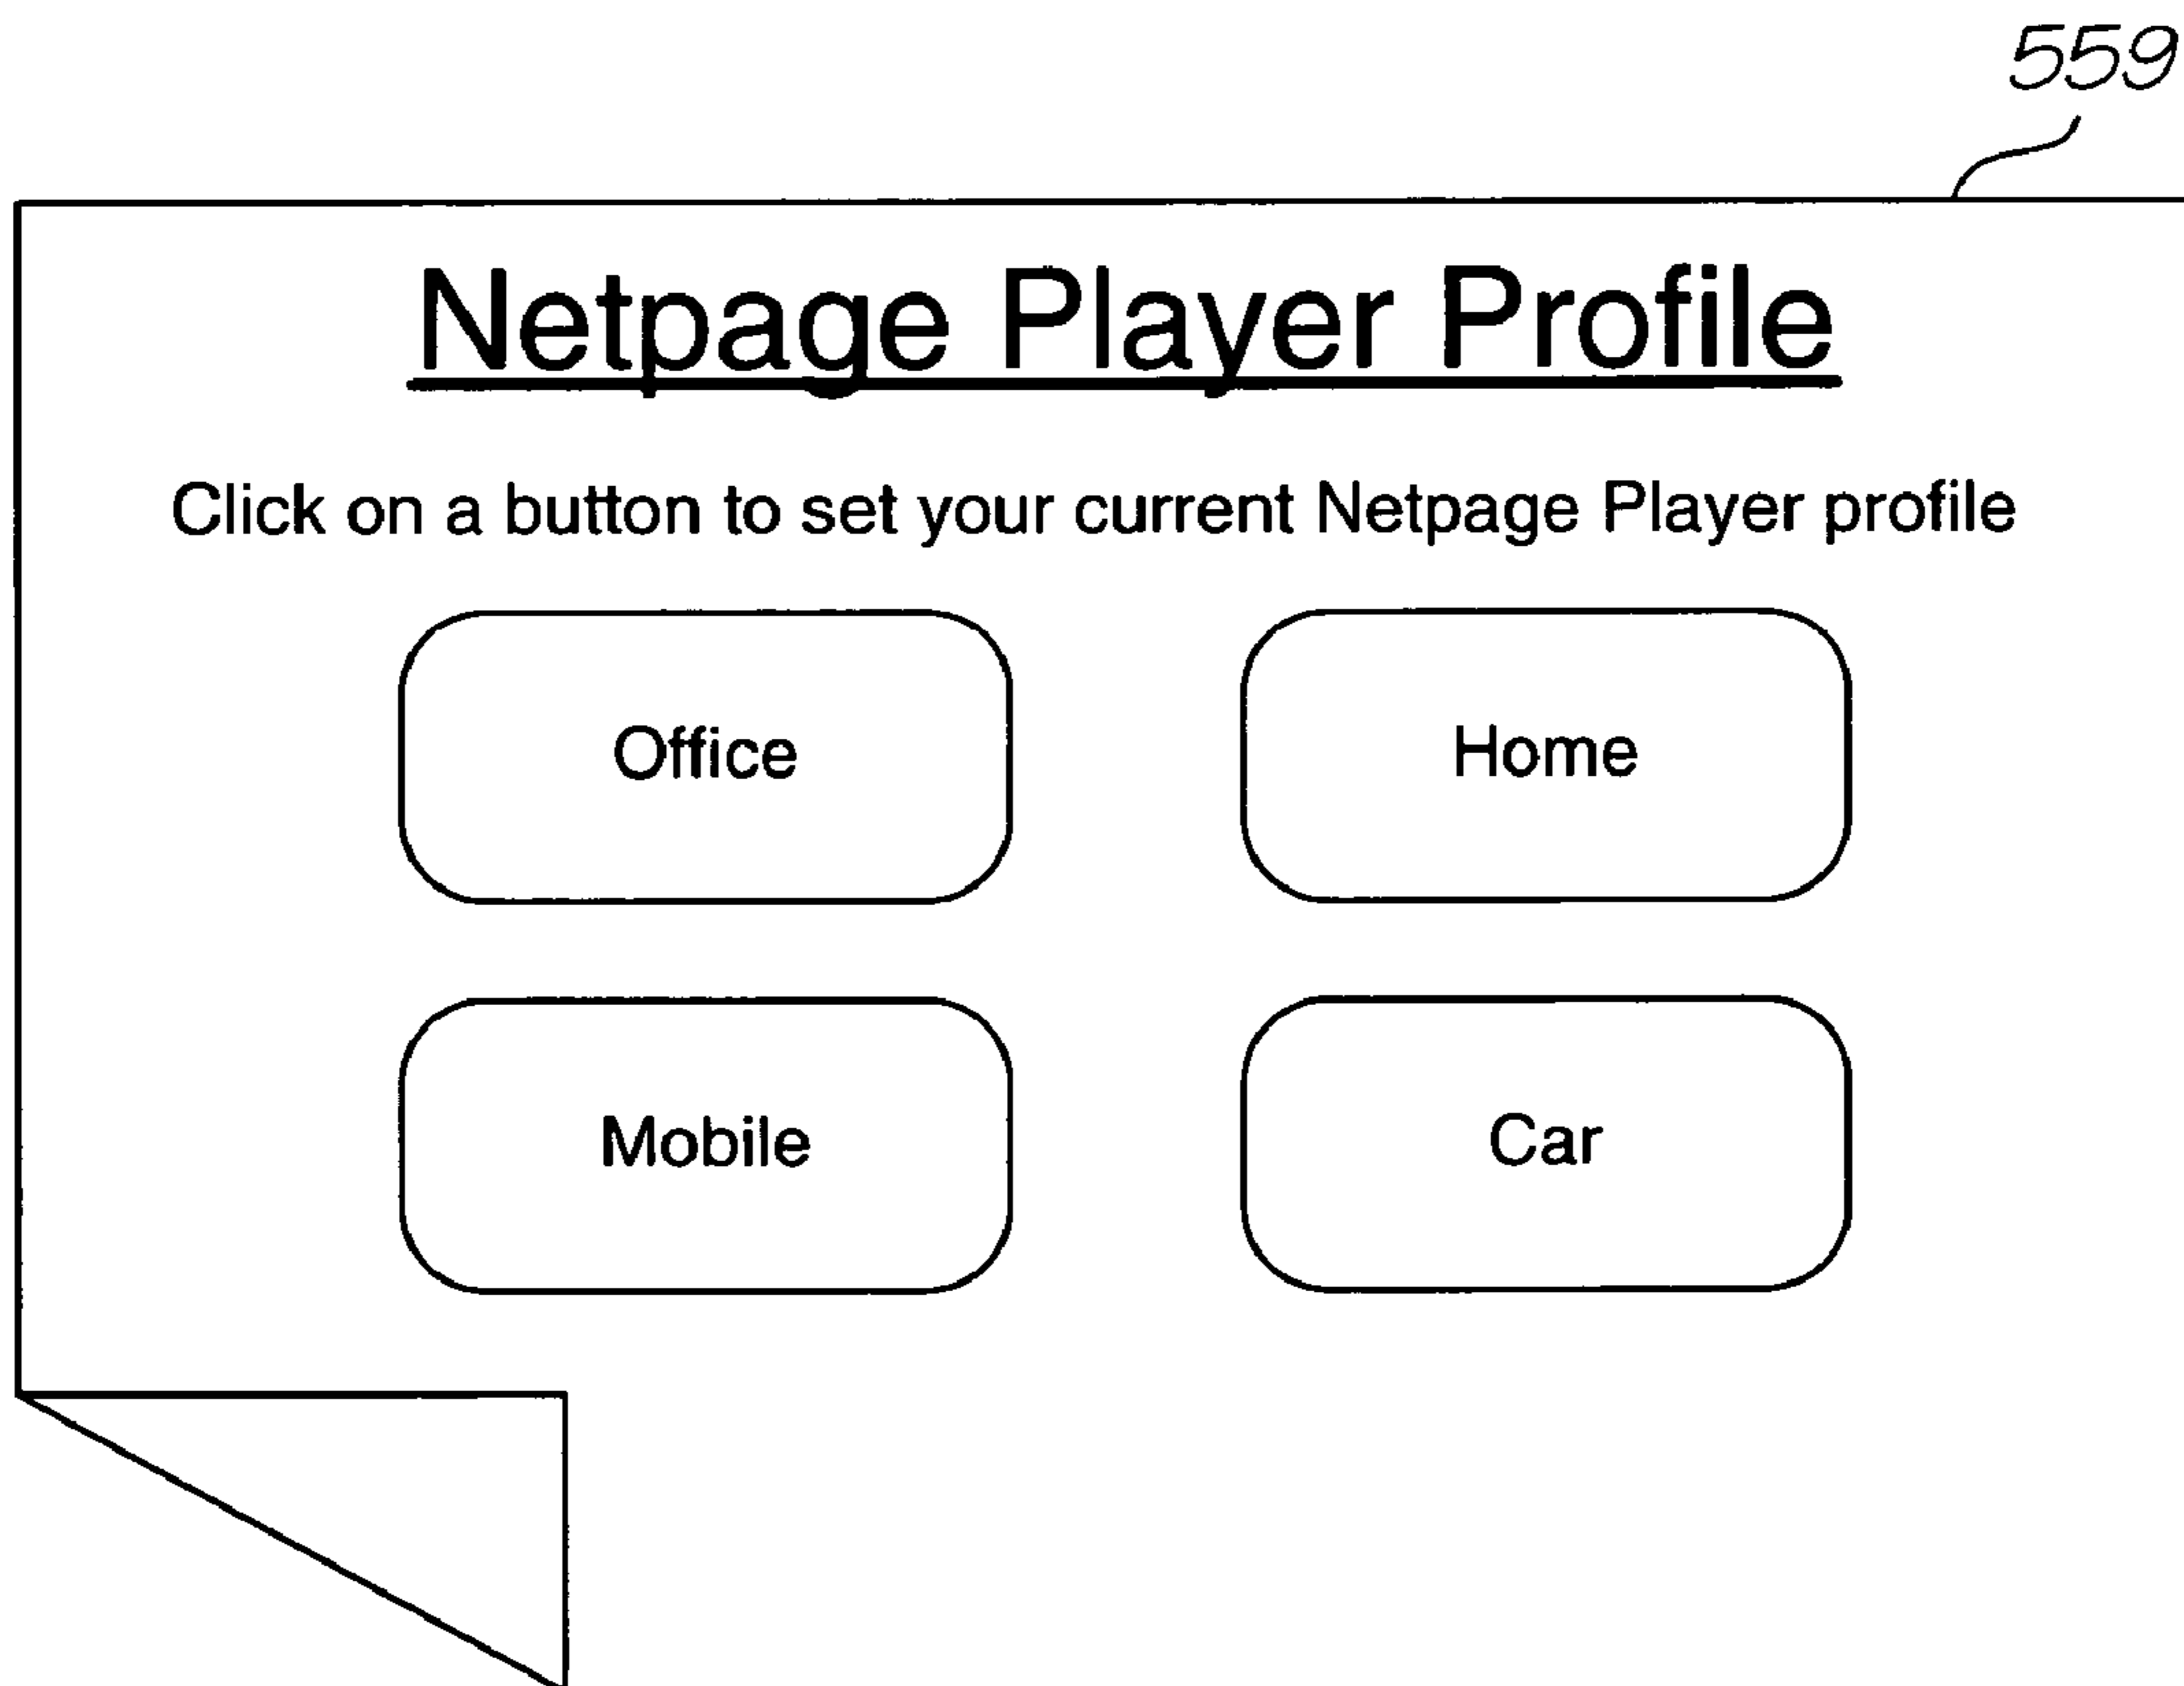 559
Netpage Player Profile
Click on a button to set your current Netpage Player profile
Office Home
Mobile Car